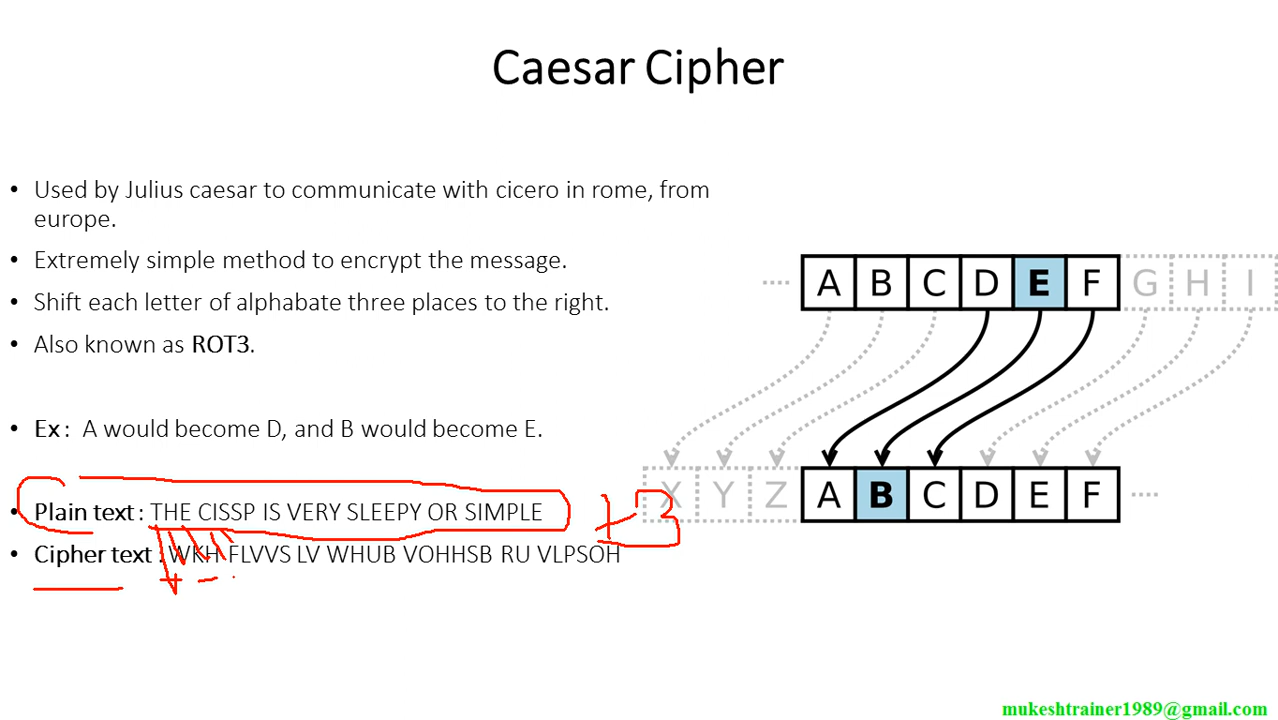 Caesar Cipher
• Used by Julius caesar to communicate with cicero in rome, from
europe.
• Extremely simple method to encrypt the message.
• Shift each letter of alphabate three places to the right.
• Also known as ROT3.
• Ex : A would become D, and B would become E.
• Plain text : THE CISSP IS VERY SLEEPY OR SIMPLE
+3
• Cipher text : WKH FLVVS LV WHUB VOHHSB RU VLPSOH
.... A B C D E F G H I
X Y Z A B C D E F ....
mukeshtrainer1989@gmail.com